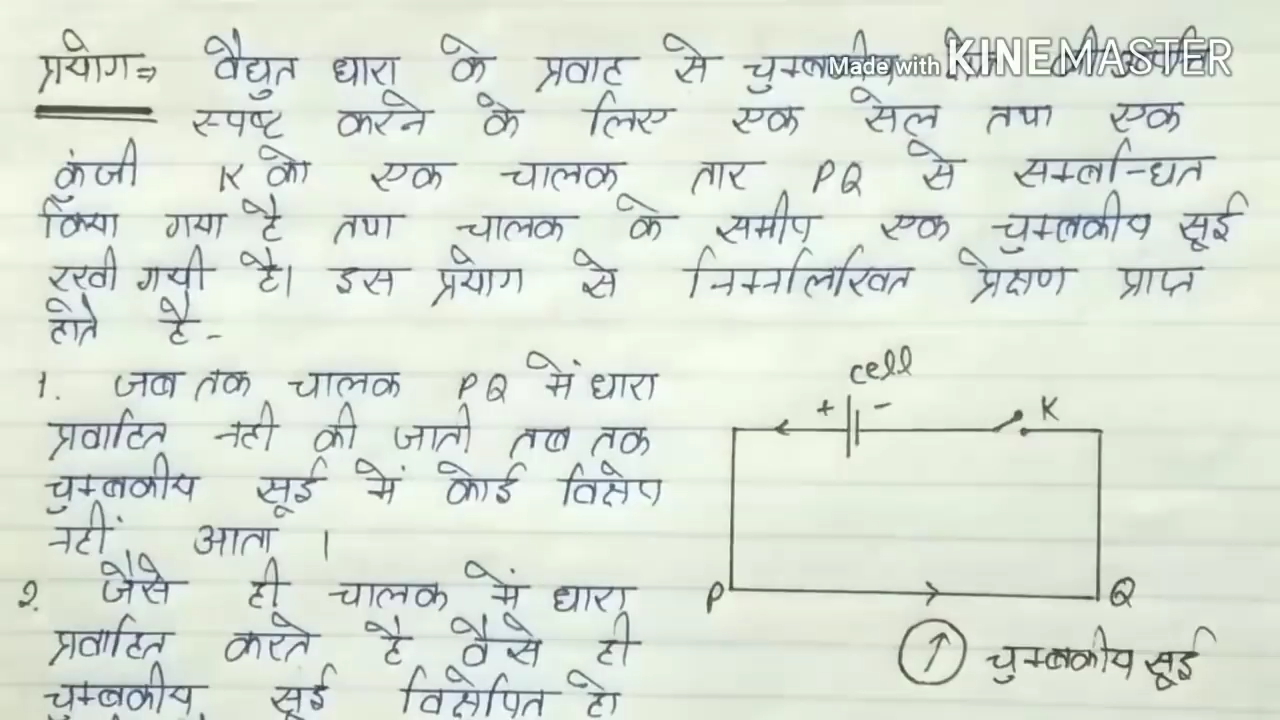 प्रयोग⇒ वैद्युत धारा के प्रवाह से चुम्बकीय
Made with KINEMASTER
स्पष्ट करने के लिए एक सेल तथा एक
कुंजी K को एक चालक तार PQ से सम्बन्धित
किया गया है तथा चालक के समीप एक चुम्बकीय सूई
रखी गयी है। इस प्रयोग से निम्नलिखित प्रेक्षण प्राप्त
होते है-
1. जब तक चालक PQ में धारा
प्रवाहित नही की जाती तब तक
चुम्बकीय सूई में कोई विक्षेप
नहीं आता ।
2. जैसे ही चालक में धारा
प्रवाहित करते है वैसे ही
चुम्बकीय सूई विक्षेपित हो
cell
+ - K
P Q
चुम्बकीय सूई